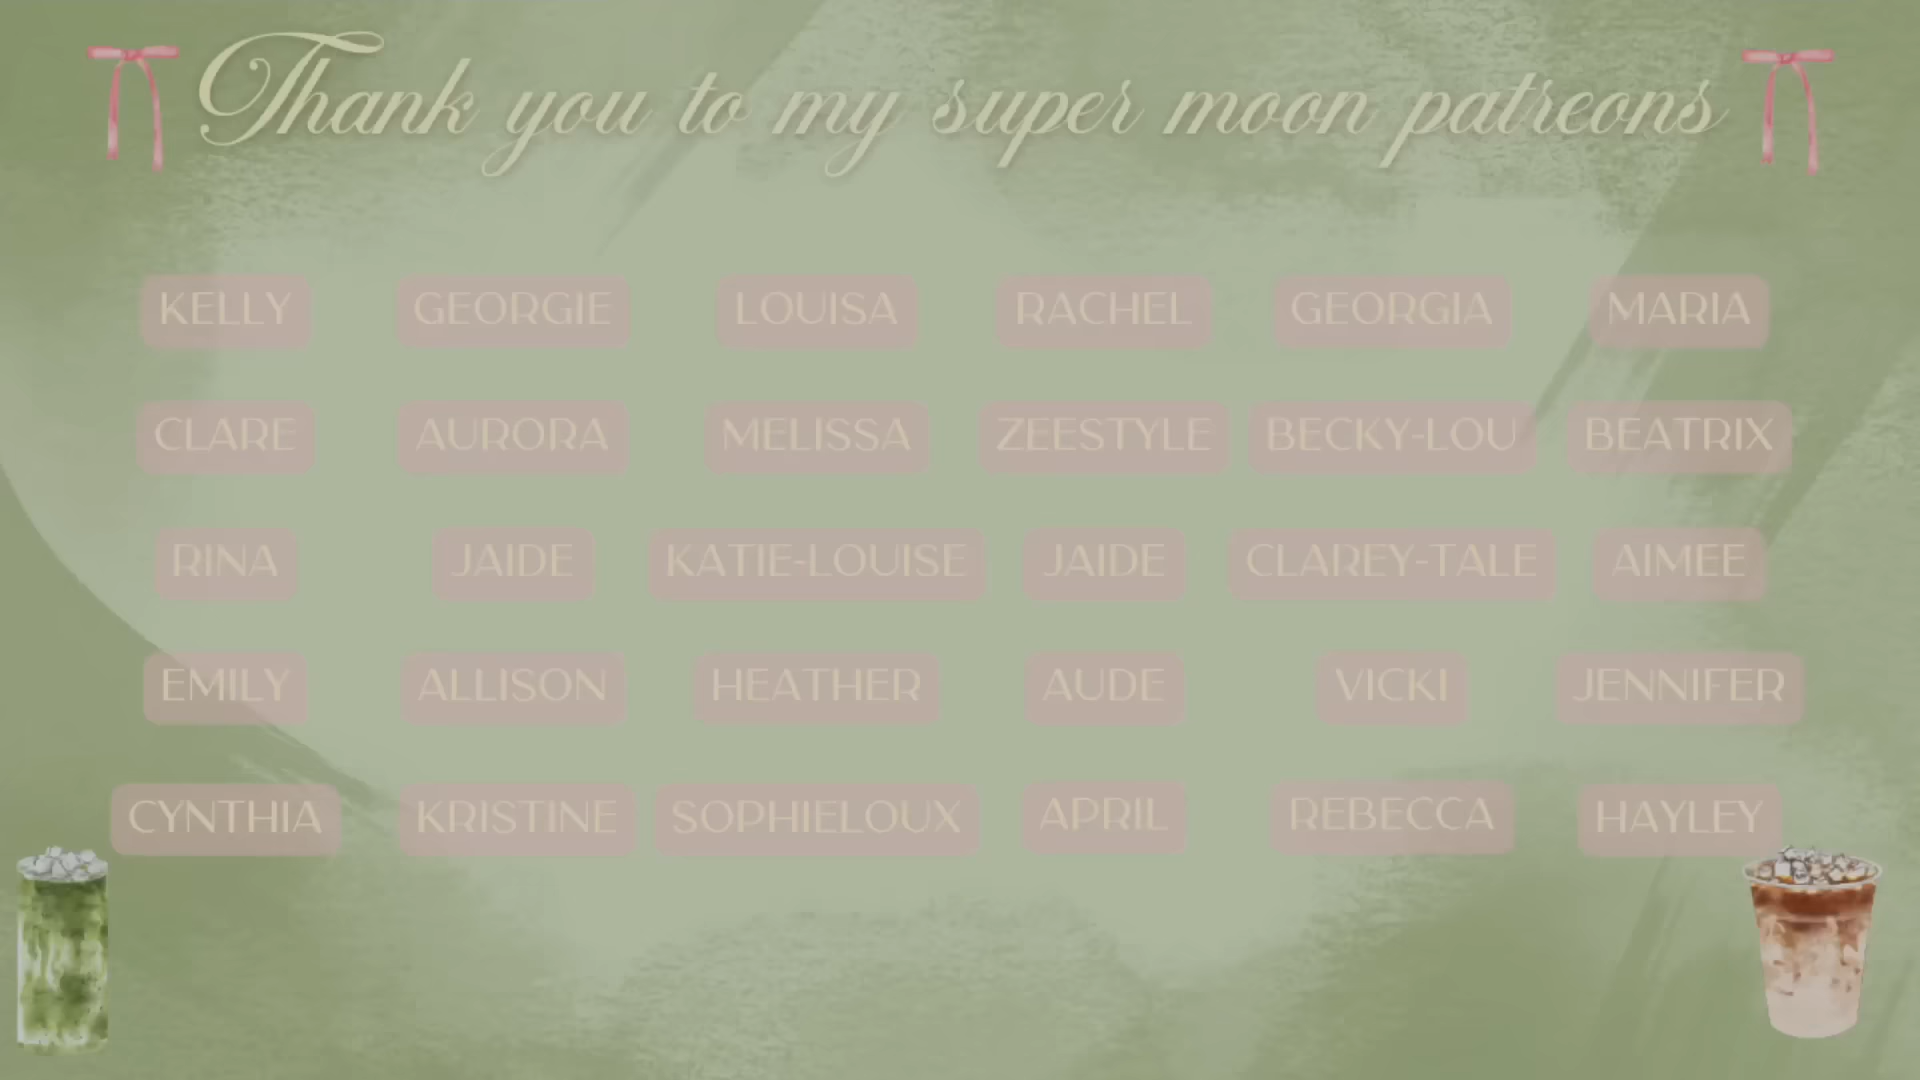 Thank you to my super moon patreons
KELLY GEORGIE LOUISA RACHEL GEORGIA MARIA
CLARE AURORA MELISSA ZEESTYLE BECKY-LOU BEATRIX
RINA JAIDE KATIE-LOUISE JAIDE CLAREY-TALE AIMEE
EMILY ALLISON HEATHER AUDE VICKI JENNIFER
CYNTHIA KRISTINE SOPHIELOUX APRIL REBECCA HAYLEY